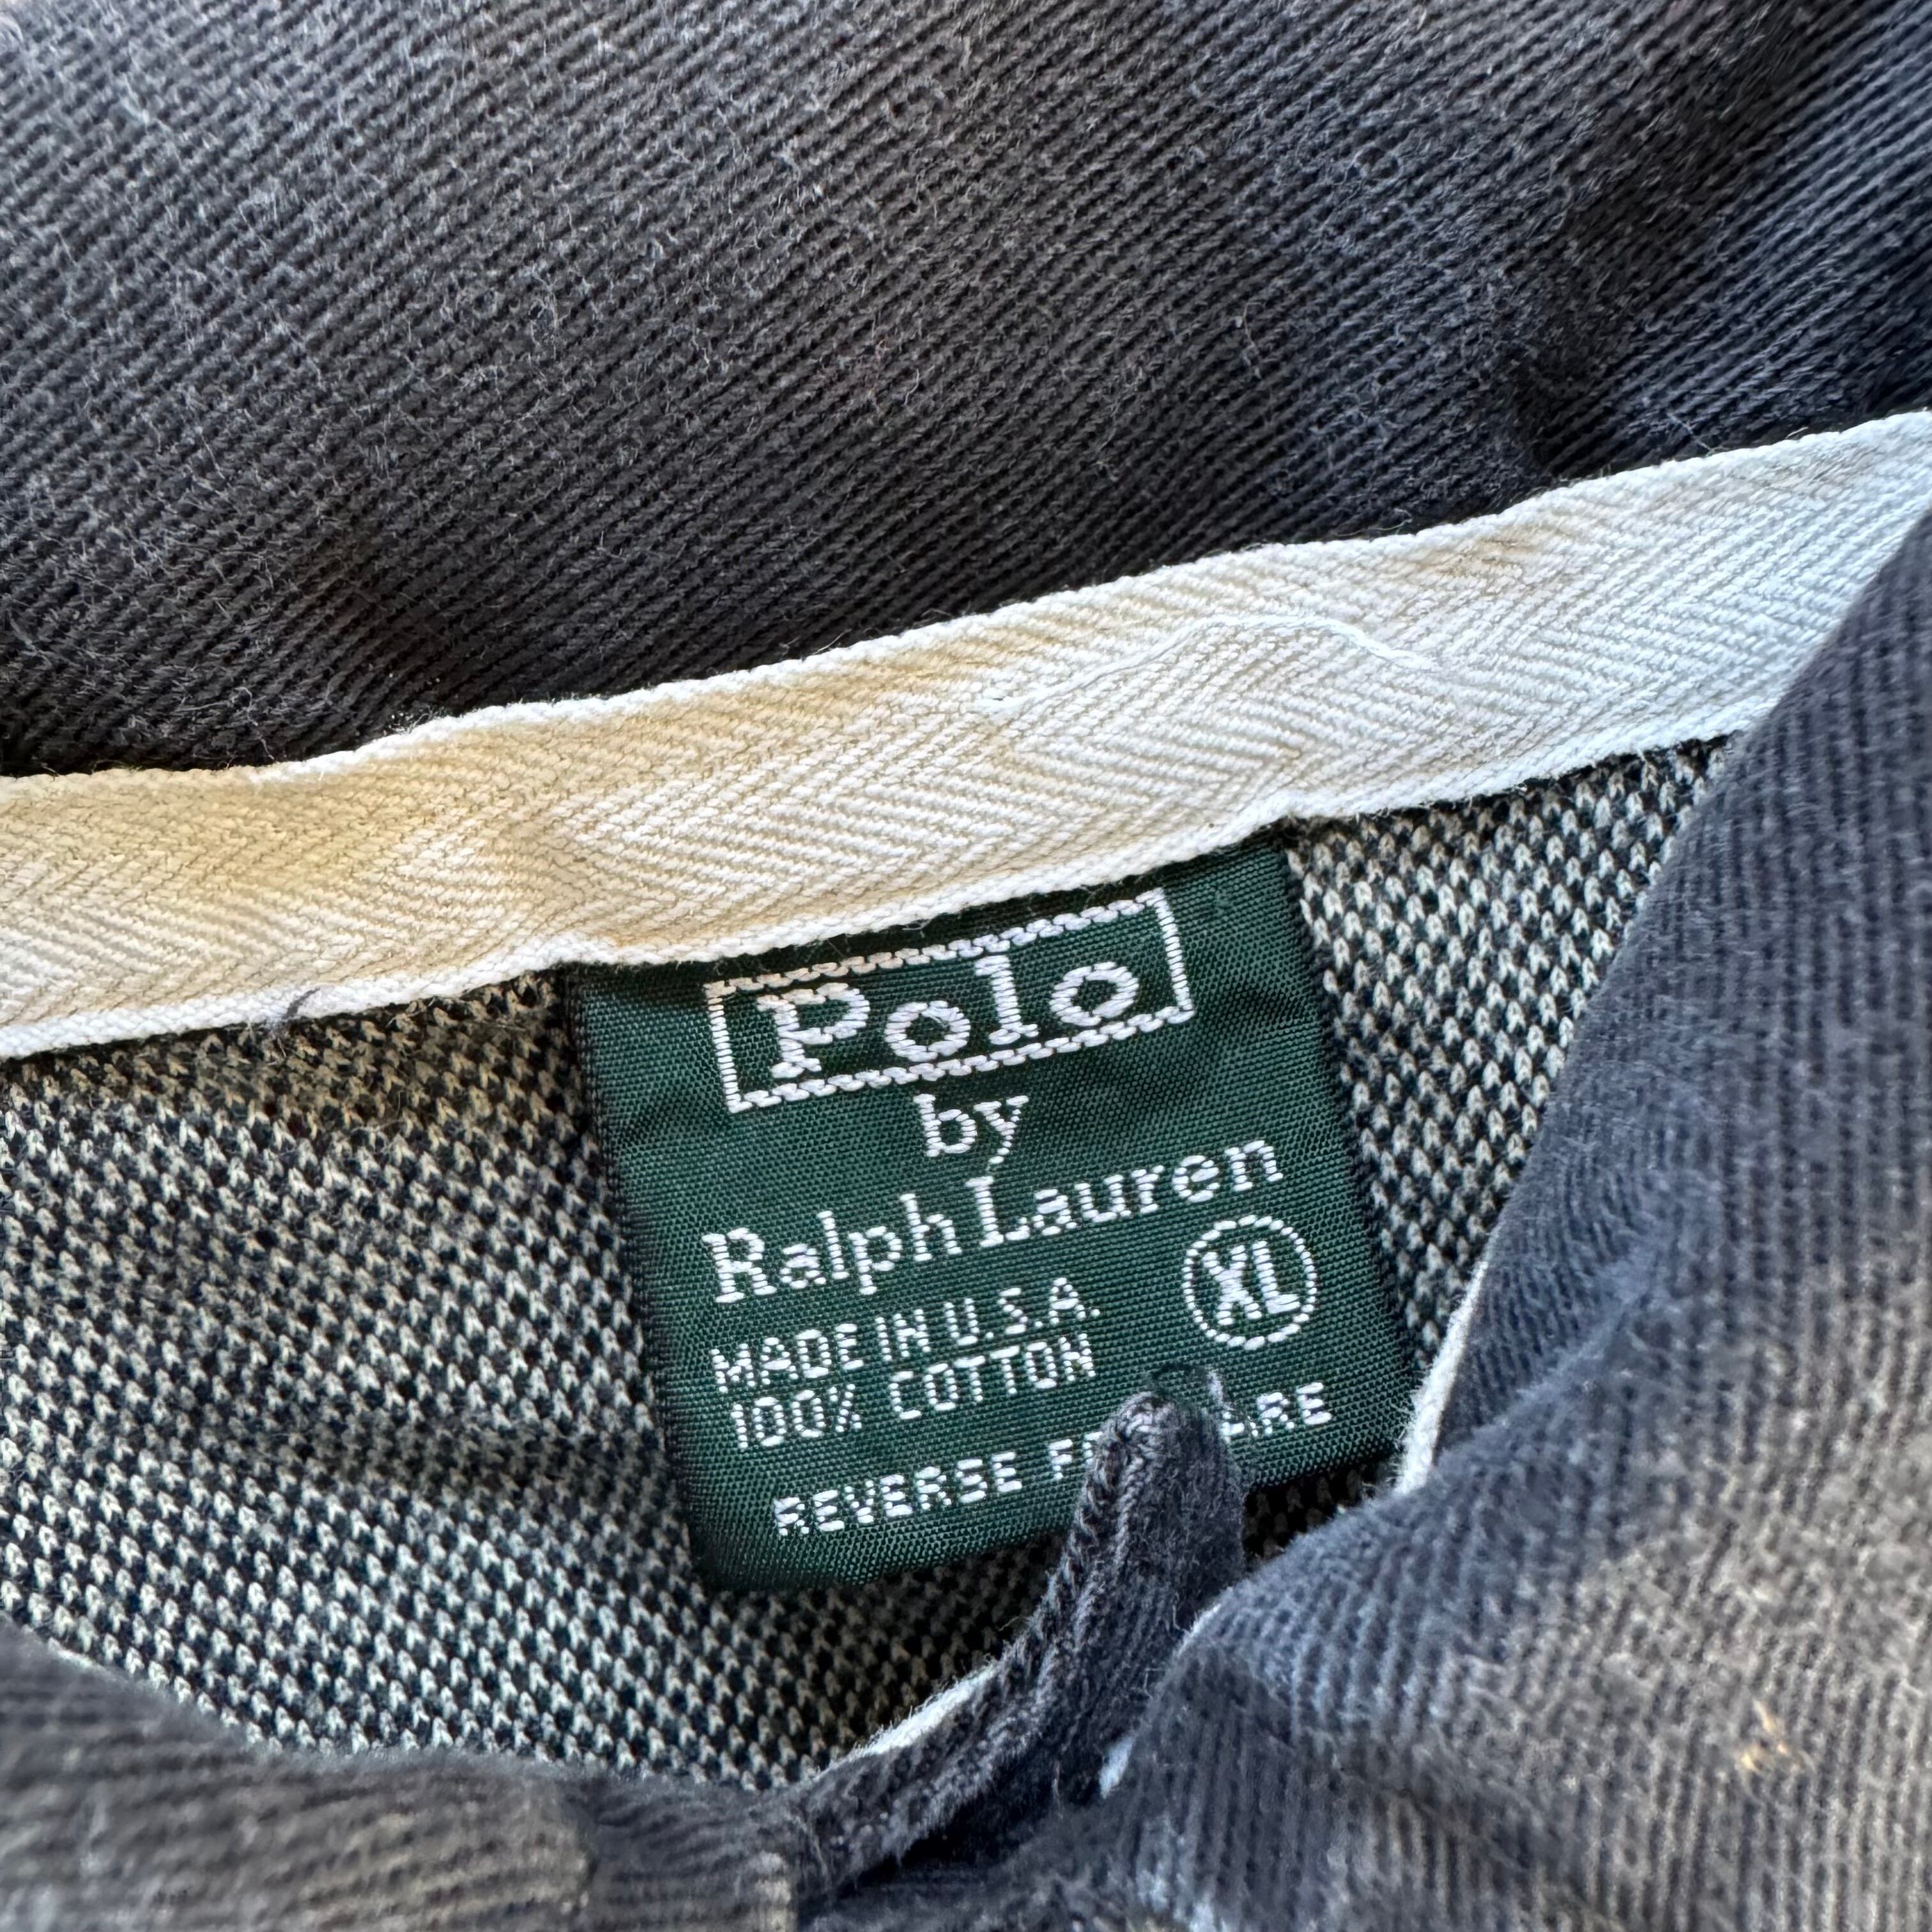 Polo
by
Ralph Lauren
MADE IN U.S.A.
XL
100% COTTON
REVERSE